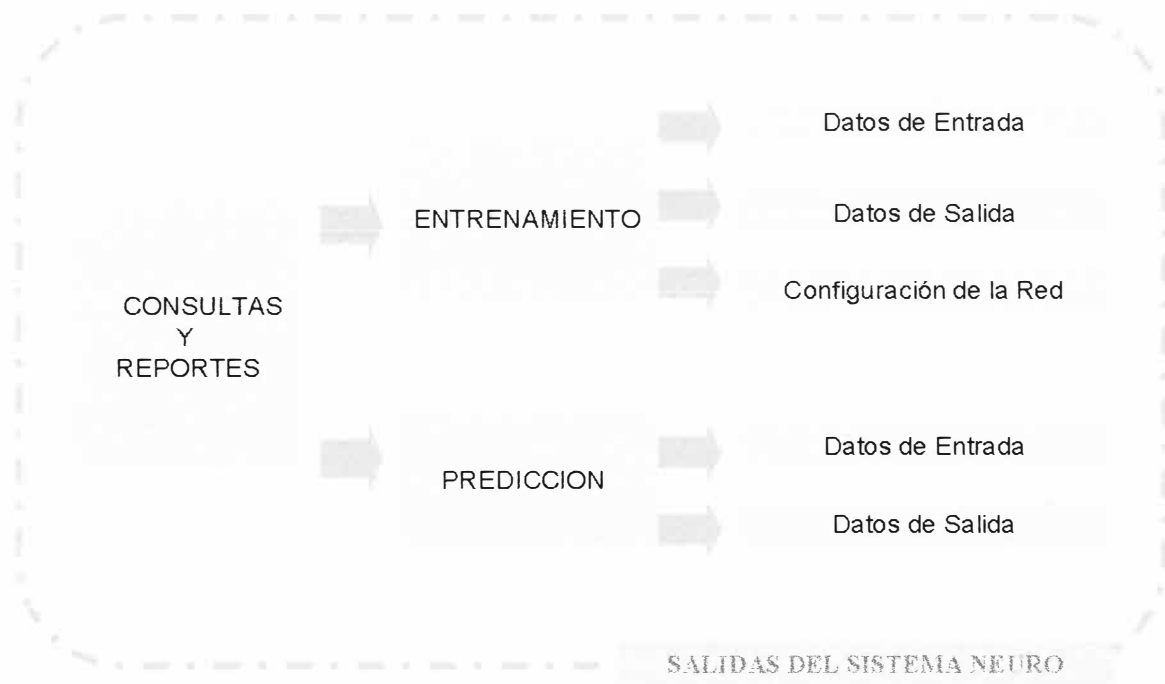 CONSULTAS
Y
REPORTES
ENTRENAMIENTO
Datos de Entrada
Datos de Salida
Configuración de la Red
PREDICCION
Datos de Entrada
Datos de Salida
SALIDAS DEL SISTEMA NEURO